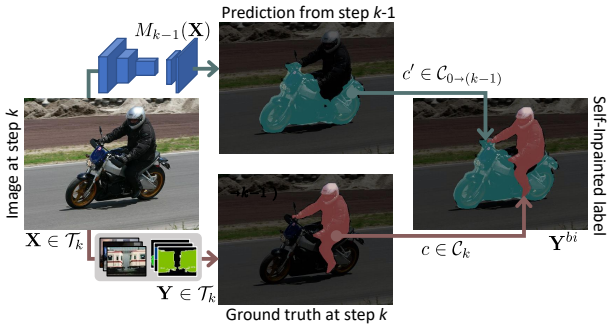 Prediction from step k-1
M_{k−1}(X)
c′ ∈ C_{0→(k−1)}
Image at step k
Self-inpainted label
X ∈ T_k
Y ∈ T_k
c ∈ C_k
Y^{bi}
Ground truth at step k